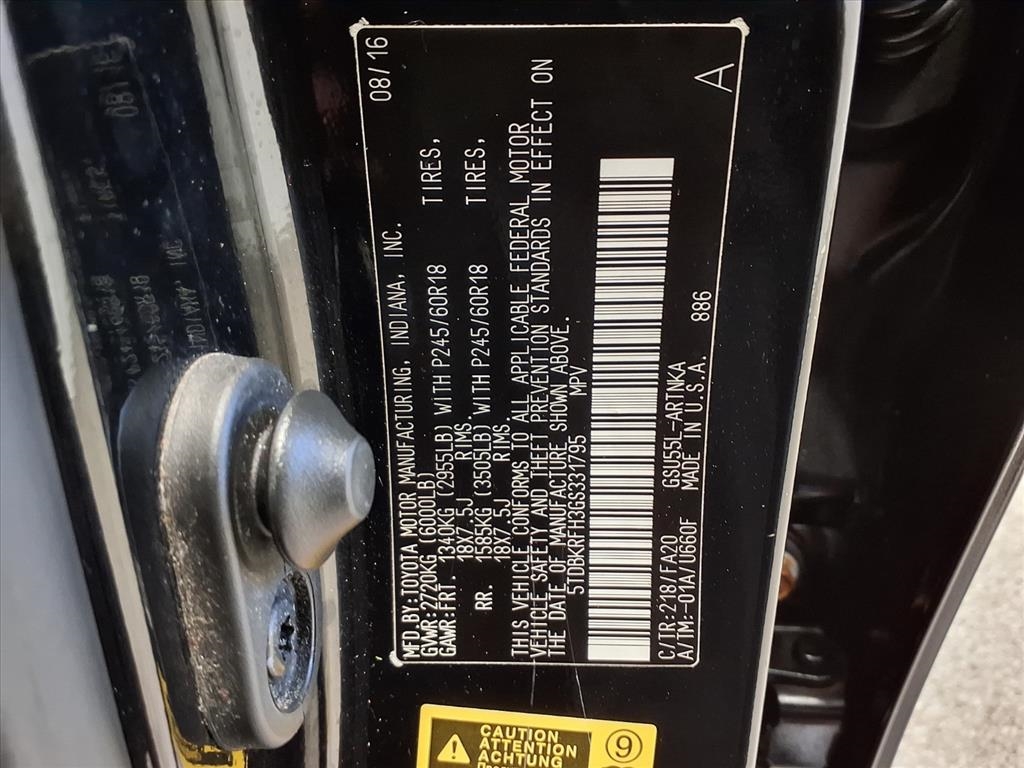 MFD.BY:TOYOTA MOTOR MANUFACTURING, INDIANA, INC. 08/16
GVWR:2720KG (6000LB)
GAWR:FRT. 1340KG (2955LB) WITH P245/60R18 TIRES,
18X7.5J RIMS,
RR. 1585KG (3505LB) WITH P245/60R18 TIRES,
18X7.5J RIMS
THIS VEHICLE CONFORMS TO ALL APPLICABLE FEDERAL MOTOR
VEHICLE SAFETY AND THEFT PREVENTION STANDARDS IN EFFECT ON
THE DATE OF MANUFACTURE SHOWN ABOVE.
5TDBKRFH3GS331795 MPV
C/TR:218/FA20 GSU55L-ARTNKA 886
A/TM:-01A/U660F MADE IN U.S.A. A
CAUTION
ATTENTION
9